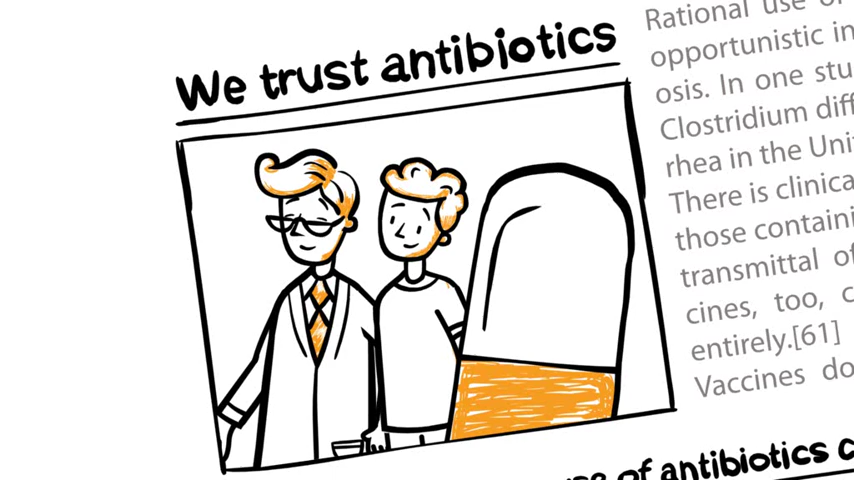 We trust antibiotics
Rational use of
opportunistic in
osis. In one stu
Clostridium diff
rhea in the Uni
There is clinica
those containi
transmittal of
cines, too, c
entirely.[61]
Vaccines do
of antibiotics c